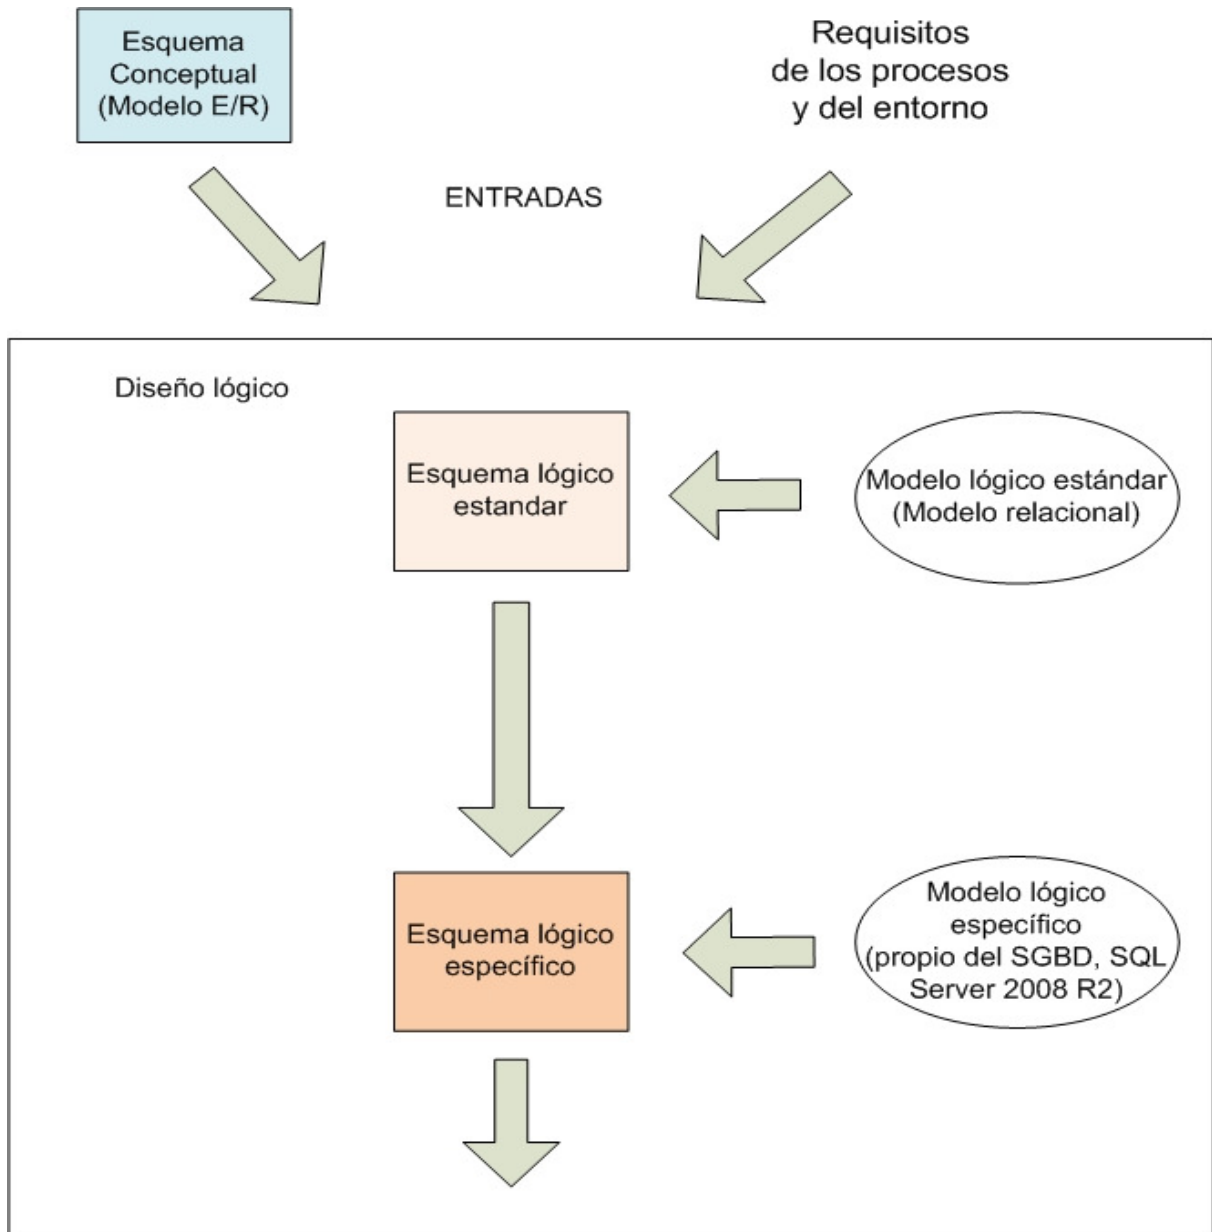 Esquema
Conceptual
(Modelo E/R)
Requisitos
de los procesos
y del entorno
ENTRADAS
Diseño lógico
Esquema lógico
estandar
Modelo lógico estándar
(Modelo relacional)
Esquema lógico
específico
Modelo lógico
específico
(propio del SGBD, SQL
Server 2008 R2)